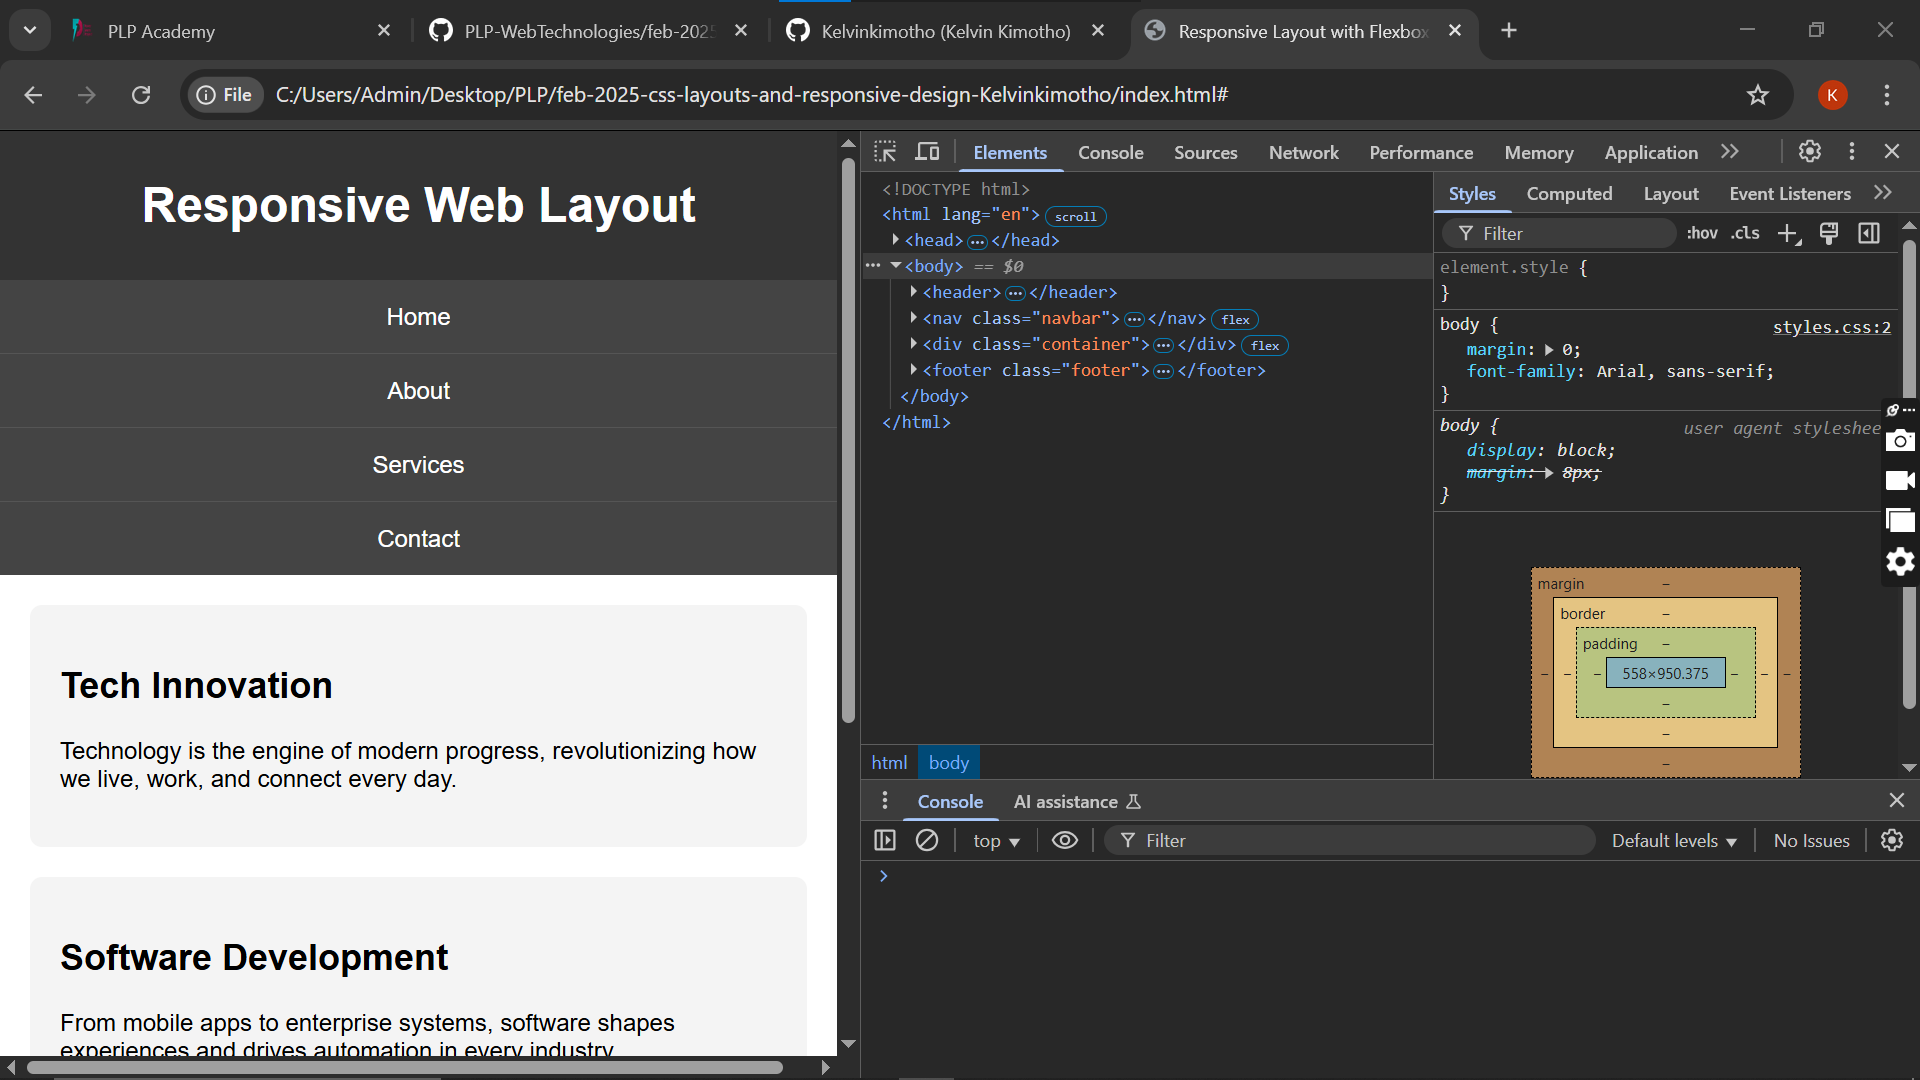 PLP Academy
PLP-WebTechnologies/feb-2025
Kelvinkimotho (Kelvin Kimotho)
Responsive Layout with Flexbox
File
C:/Users/Admin/Desktop/PLP/feb-2025-css-layouts-and-responsive-design-Kelvinkimotho/index.html#
K
Responsive Web Layout
Home
About
Services
Contact
Tech Innovation
Technology is the engine of modern progress, revolutionizing how
we live, work, and connect every day.
Software Development
From mobile apps to enterprise systems, software shapes
experiences and drives automation in every industry.
Elements
Console
Sources
Network
Performance
Memory
Application
<!DOCTYPE html>
<html lang="en"> scroll
<head> ⋯ </head>
⋯ <body> == $0
<header> ⋯ </header>
<nav class="navbar"> ⋯ </nav> flex
<div class="container"> ⋯ </div> flex
<footer class="footer"> ⋯ </footer>
</body>
</html>
html body
Styles
Computed
Layout
Event Listeners
Filter
:hov .cls
element.style {
}
body {
styles.css:2
margin: 0;
font-family: Arial, sans-serif;
}
body {
user agent styleshee
display: block;
margin: 8px;
}
margin –
border –
padding –
– – – 558×950.375 – – –
–
–
–
Console
AI assistance
top
Filter
Default levels
No Issues
>